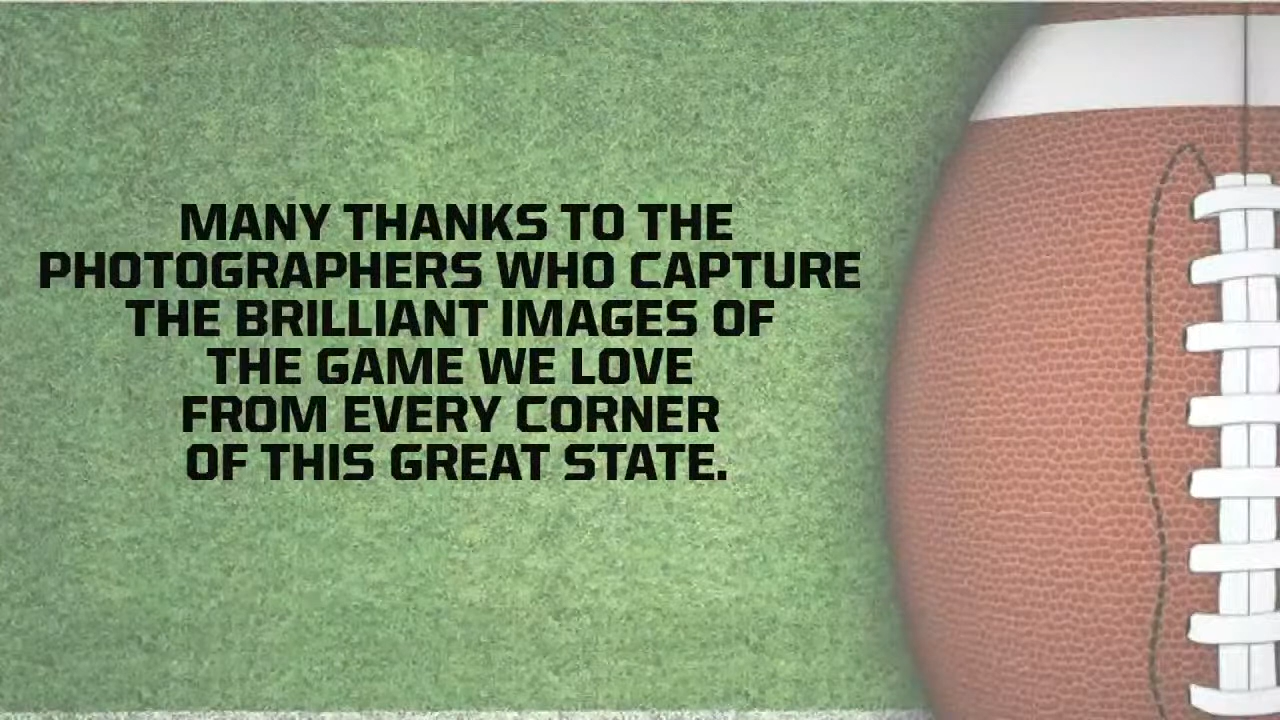 MANY THANKS TO THE
PHOTOGRAPHERS WHO CAPTURE
THE BRILLIANT IMAGES OF
THE GAME WE LOVE
FROM EVERY CORNER
OF THIS GREAT STATE.